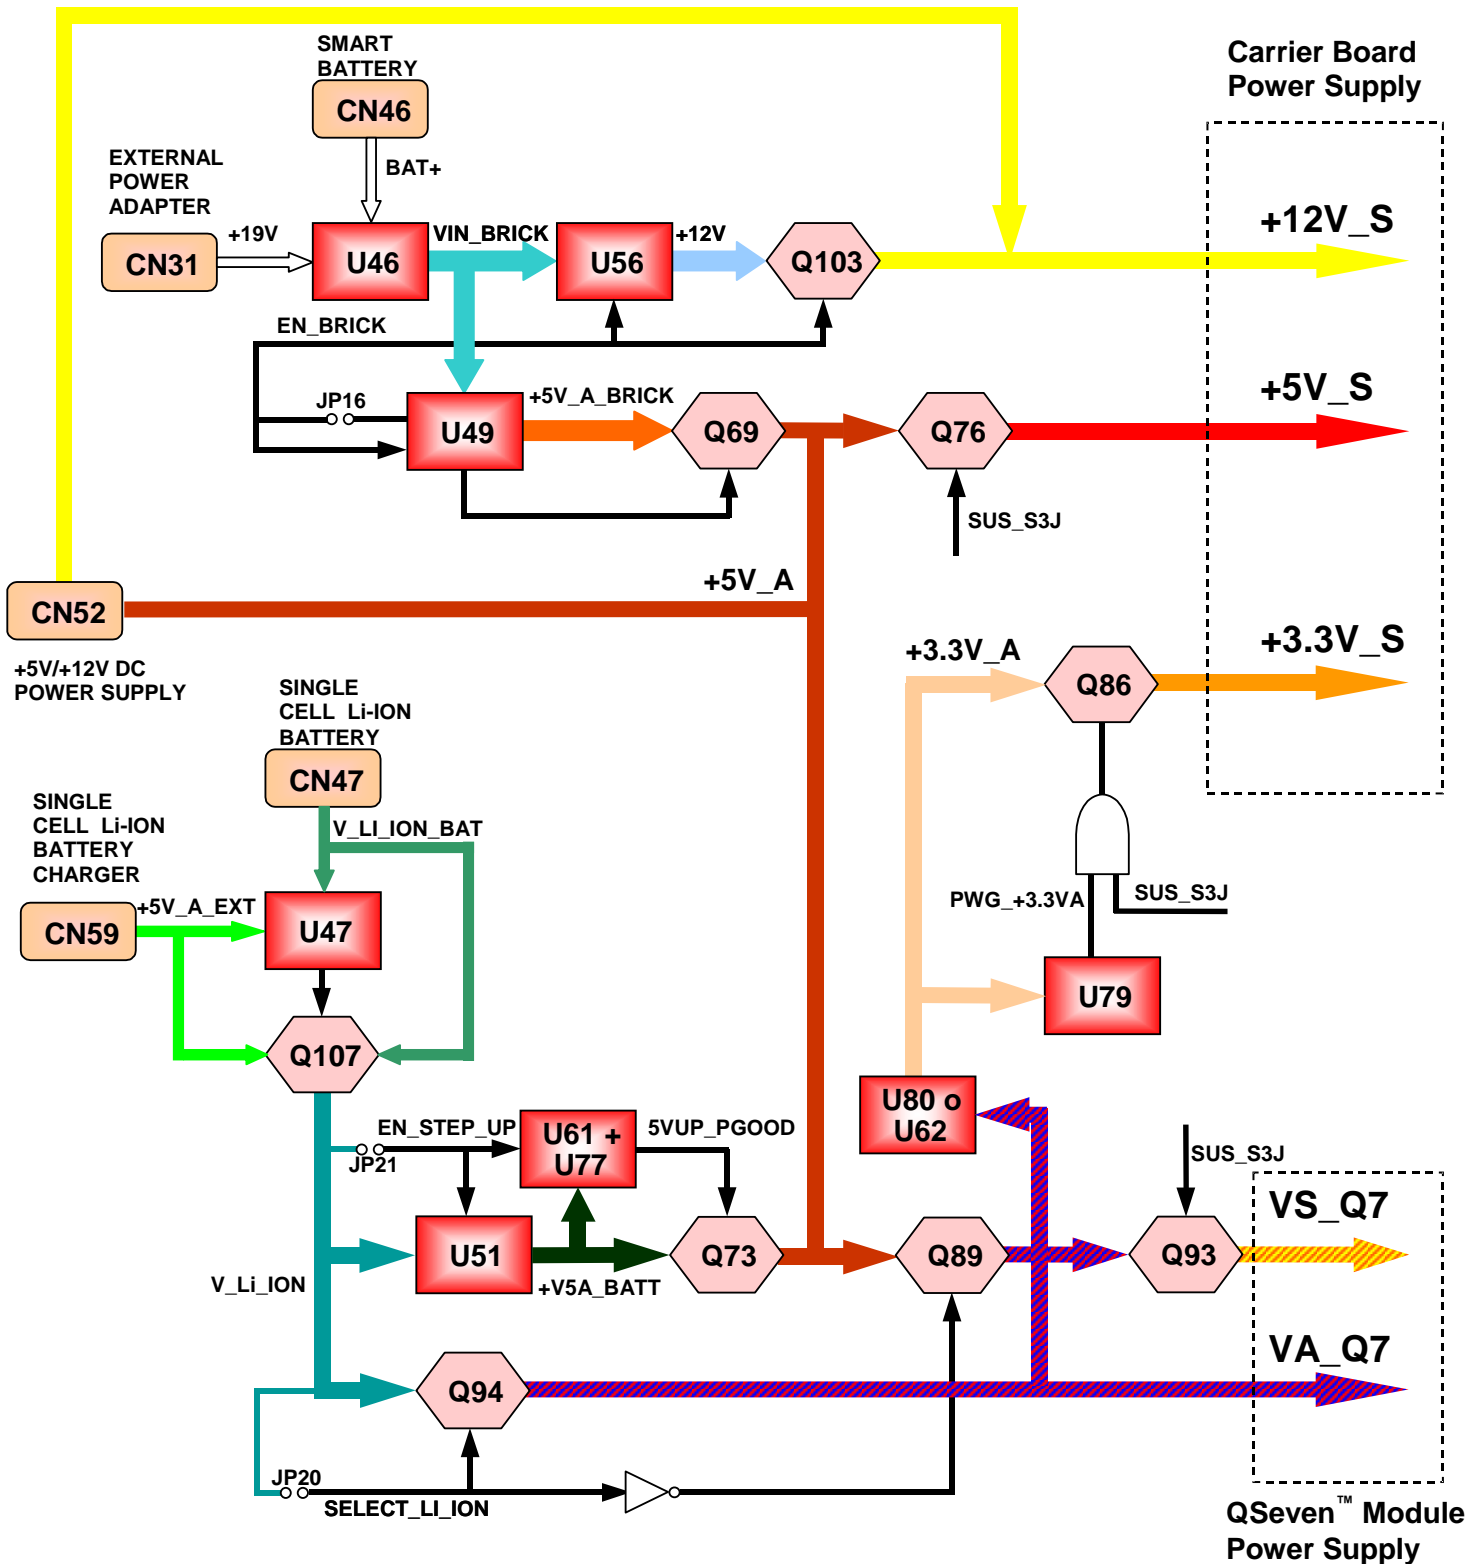 SMART
BATTERY
CN46
BAT+
EXTERNAL
POWER
ADAPTER
+19V
CN31
U46
VIN_BRICK
U56
+12V
Q103
Carrier Board
Power Supply
+12V_S
EN_BRICK
JP16
U49
+5V_A_BRICK
Q69
Q76
+5V_S
SUS_S3J
+5V_A
CN52
+5V/+12V DC
POWER SUPPLY
+3.3V_A
Q86
+3.3V_S
SINGLE
CELL Li-ION
BATTERY
CN47
V_LI_ION_BAT
SINGLE
CELL Li-ION
BATTERY
CHARGER
+5V_A_EXT
CN59
U47
Q107
PWG_+3.3VA
SUS_S3J
U79
U80 o
U62
EN_STEP_UP
JP21
U61 +
U77
5VUP_PGOOD
U51
+V5A_BATT
Q73
V_Li_ION
Q89
SUS_S3J
Q93
VS_Q7
Q94
VA_Q7
JP20
SELECT_LI_ION
QSeven™ Module
Power Supply